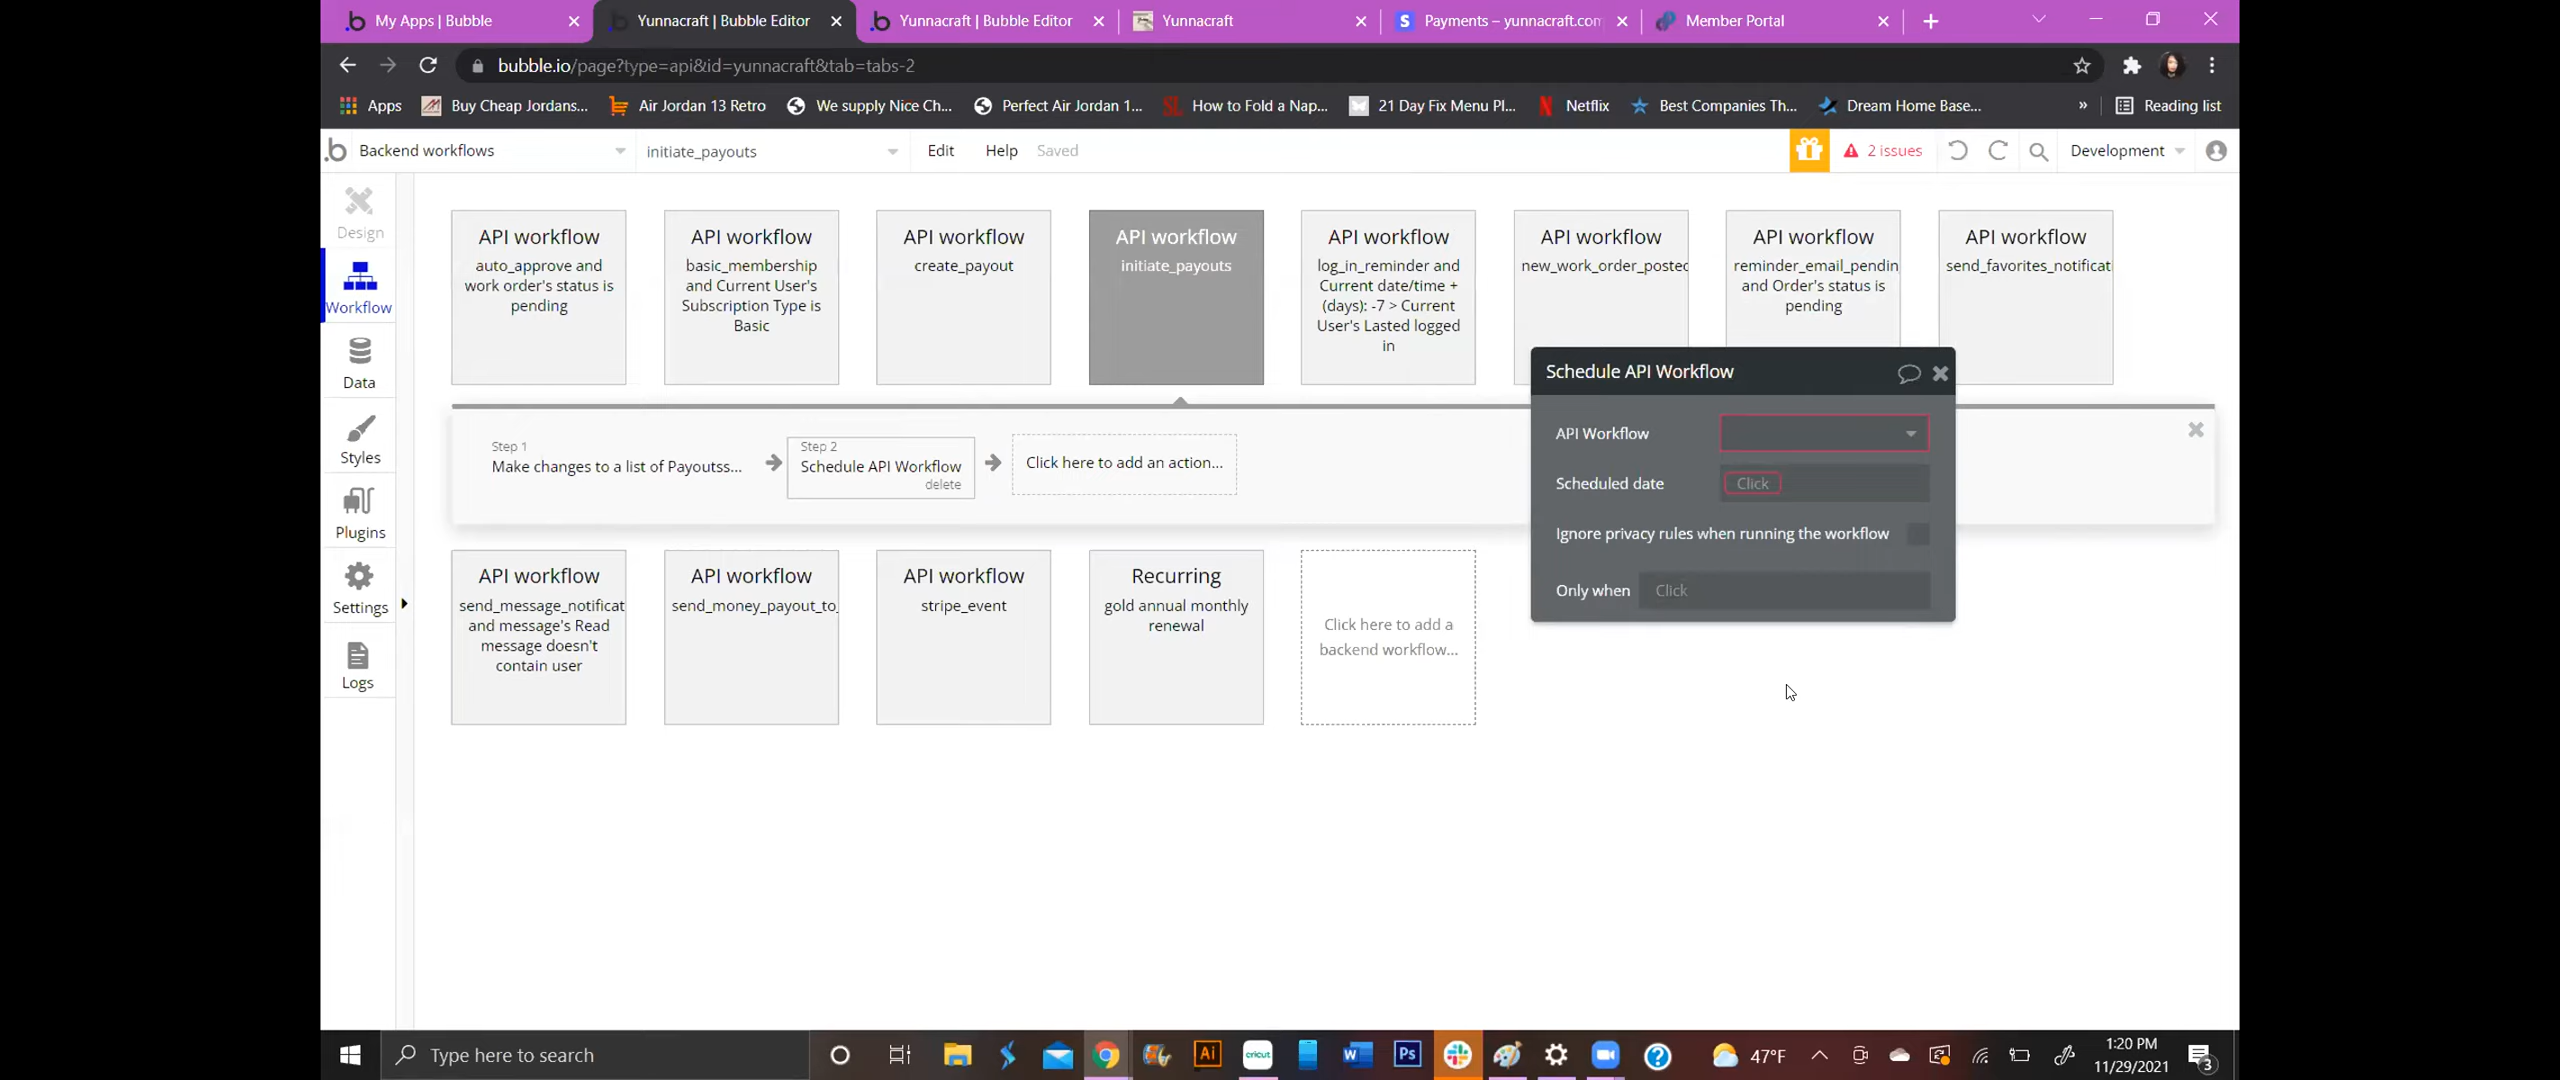 My Apps | Bubble
Yunnacraft | Bubble Editor
Yunnacraft | Bubble Editor
Yunnacraft
Payments – yunnacraft.com
Member Portal
bubble.io/page?type=api&id=yunnacraft&tab=tabs-2
Apps
Buy Cheap Jordans...
Air Jordan 13 Retro
We supply Nice Ch...
Perfect Air Jordan 1...
How to Fold a Nap...
21 Day Fix Menu Pl...
Netflix
Best Companies Th...
Dream Home Base...
»
Reading list
Backend workflows
initiate_payouts
Edit
Help
Saved
2 issues
Development
Design
Workflow
Data
Styles
Plugins
Settings
Logs
API workflow
auto_approve and
work order's status is
pending
API workflow
basic_membership
and Current User's
Subscription Type is
Basic
API workflow
create_payout
API workflow
initiate_payouts
API workflow
log_in_reminder and
Current date/time +
(days): -7 > Current
User's Lasted logged
in
API workflow
new_work_order_posted
API workflow
reminder_email_pendin
and Order's status is
pending
API workflow
send_favorites_notificat
Step 1
Make changes to a list of Payoutss...
Step 2
Schedule API Workflow
delete
Click here to add an action...
Schedule API Workflow
API Workflow
Scheduled date
Click
Ignore privacy rules when running the workflow
Only when
Click
API workflow
send_message_notificat
and message's Read
message doesn't
contain user
API workflow
send_money_payout_to_
API workflow
stripe_event
Recurring
gold annual monthly
renewal
Click here to add a
backend workflow...
Type here to search
Ai
cricut
Ps
47°F
1:20 PM
11/29/2021
3